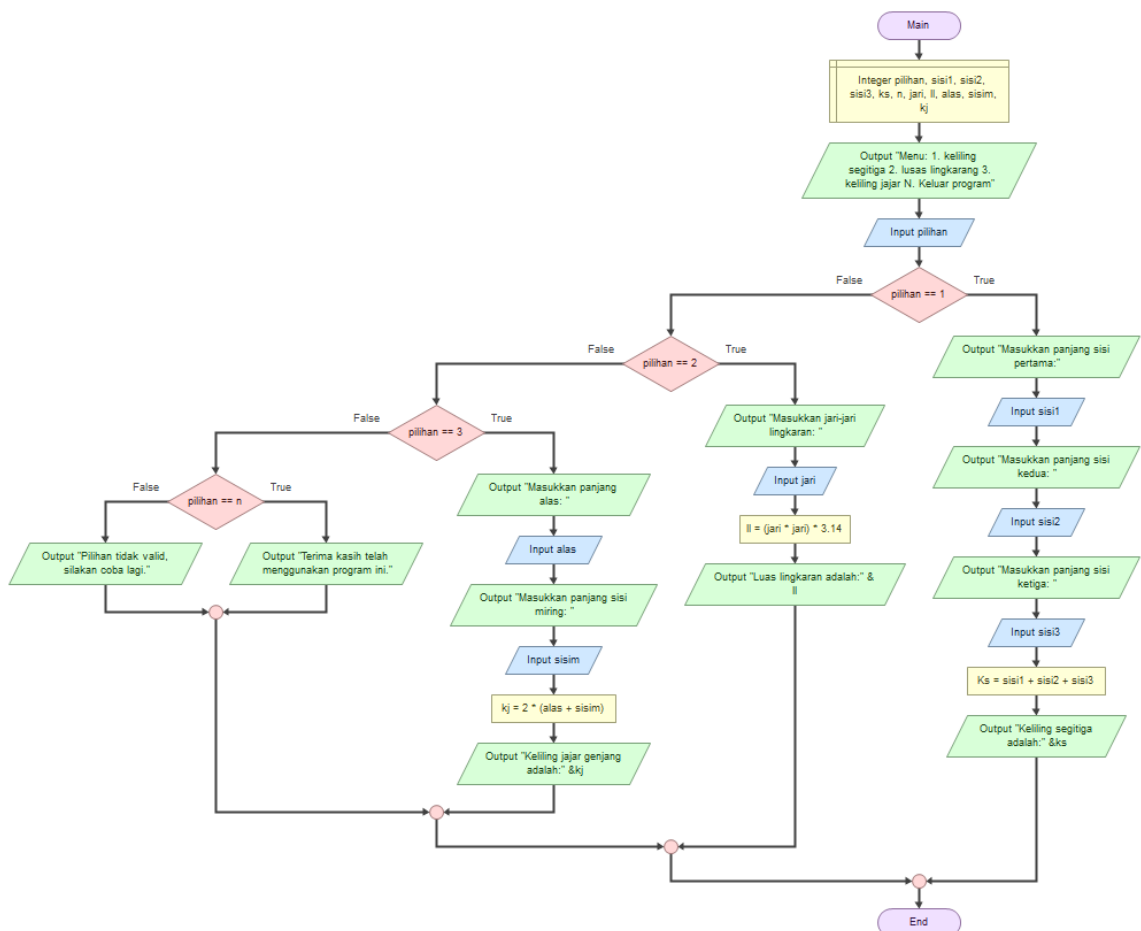 Main
Integer pilihan, sisi1, sisi2,
sisi3, ks, n, jari, ll, alas, sisim,
kj
Output "Menu: 1. keliling
segitiga 2. lusas lingkarang 3.
keliling jajar N. Keluar program"
Input pilihan
False
True
pilihan == 1
False
True
pilihan == 2
Output "Masukkan panjang sisi
pertama:"
Input sisi1
Output "Masukkan panjang sisi
kedua: "
Input sisi2
Output "Masukkan panjang sisi
ketiga: "
Input sisi3
Ks = sisi1 + sisi2 + sisi3
Output "Keliling segitiga
adalah:" &ks
False
True
pilihan == 3
Output "Masukkan jari-jari
lingkaran: "
Input jari
ll = (jari * jari) * 3.14
Output "Luas lingkaran adalah:" &
ll
False
True
pilihan == n
Output "Masukkan panjang
alas: "
Input alas
Output "Masukkan panjang sisi
miring: "
Input sisim
kj = 2 * (alas + sisim)
Output "Keliling jajar genjang
adalah:" &kj
Output "Pilihan tidak valid,
silakan coba lagi."
Output "Terima kasih telah
menggunakan program ini."
End